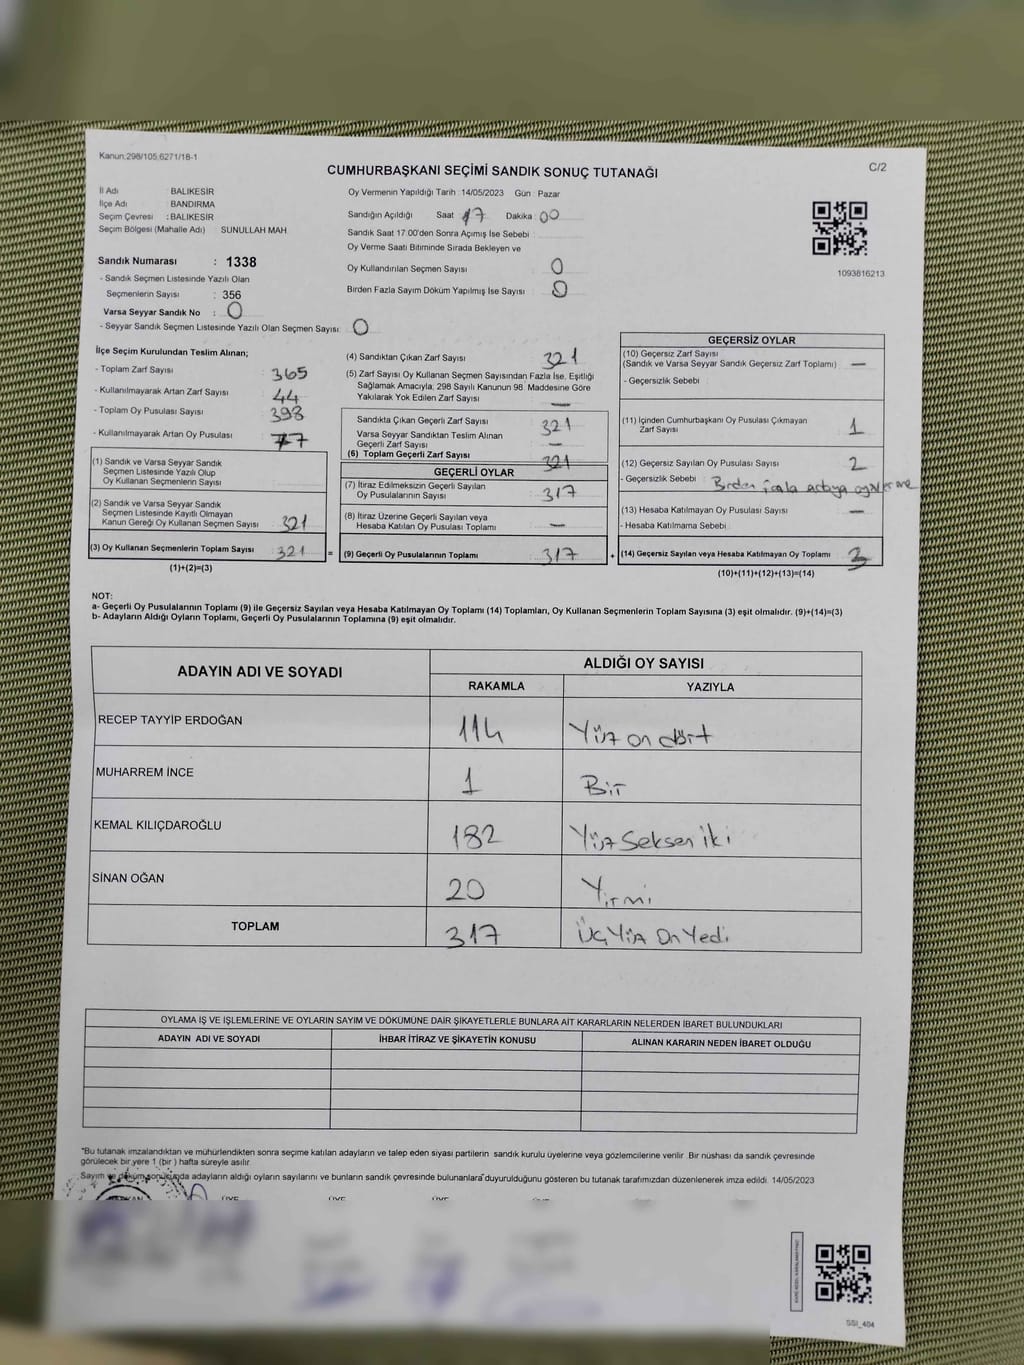 Kanun:298/105,6271/18-1
C/2
CUMHURBAŞKANI SEÇİMİ SANDIK SONUÇ TUTANAĞI
İl Adı : BALIKESİR
İlçe Adı : BANDIRMA
Seçim Çevresi : BALIKESİR
Seçim Bölgesi (Mahalle Adı) SUNULLAH MAH.
Sandık Numarası : 1338
- Sandık Seçmen Listesinde Yazılı Olan
Seçmenlerin Sayısı : 356
Varsa Seyyar Sandık No : 0
- Seyyar Sandık Seçmen Listesinde Yazılı Olan Seçmen Sayısı: 0
Oy Vermenin Yapıldığı Tarih : 14/05/2023 Gün : Pazar
Sandığın Açıldığı Saat 17 Dakika : 00
Sandık Saat 17.00'den Sonra Açımış İse Sebebi :
Oy Verme Saati Bitiminde Sırada Bekleyen ve
Oy Kullandırılan Seçmen Sayısı : 0
Birden Fazla Sayım Döküm Yapılmış İse Sayısı : 0
1093816213
İlçe Seçim Kurulundan Teslim Alınan;
- Toplam Zarf Sayısı : 365
- Kullanılmayarak Artan Zarf Sayısı : 44
- Toplam Oy Pusulası Sayısı : 398
- Kullanılmayarak Artan Oy Pusulası : 77
(1) Sandık ve Varsa Seyyar Sandık
Seçmen Listesinde Yazılı Olup
Oy Kullanan Seçmenlerin Sayısı :
(2) Sandık ve Varsa Seyyar Sandık
Seçmen Listesinde Kayıtlı Olmayan
Kanun Gereği Oy Kullanan Seçmen Sayısı : 321
(3) Oy Kullanan Seçmenlerin Toplam Sayısı : 321 =
(1)+(2)=(3)
(4) Sandıktan Çıkan Zarf Sayısı : 321
(5) Zarf Sayısı Oy Kullanan Seçmen Sayısından Fazla İse, Eşitliği
Sağlamak Amacıyla; 298 Sayılı Kanunun 98. Maddesine Göre
Yakılarak Yok Edilen Zarf Sayısı : —
Sandıkta Çıkan Geçerli Zarf Sayısı : 321
Varsa Seyyar Sandıktan Teslim Alınan
Geçerli Zarf Sayısı : —
(6) Toplam Geçerli Zarf Sayısı : 321
GEÇERLİ OYLAR
(7) İtiraz Edilmeksizin Geçerli Sayılan
Oy Pusulalarının Sayısı : 317
(8) İtiraz Üzerine Geçerli Sayılan veya
Hesaba Katılan Oy Pusulası Toplamı : —
(9) Geçerli Oy Pusulalarının Toplamı : 317 +
GEÇERSİZ OYLAR
(10) Geçersiz Zarf Sayısı
(Sandık ve Varsa Seyyar Sandık Geçersiz Zarf Toplamı) : —
- Geçersizlik Sebebi :
(11) İçinden Cumhurbaşkanı Oy Pusulası Çıkmayan
Zarf Sayısı : 1
(12) Geçersiz Sayılan Oy Pusulası Sayısı : 2
- Geçersizlik Sebebi : Birden fazla adaya
(13) Hesaba Katılmayan Oy Pusulası Sayısı : —
- Hesaba Katılmama Sebebi :
(14) Geçersiz Sayılan veya Hesaba Katılmayan Oy Toplamı : 3
(10)+(11)+(12)+(13)=(14)
NOT:
a- Geçerli Oy Pusulalarının Toplamı (9) ile Geçersiz Sayılan veya Hesaba Katılmayan Oy Toplamı (14) Toplamları, Oy Kullanan Seçmenlerin Toplam Sayısına (3) eşit olmalıdır. (9)+(14)=(3)
b- Adayların Aldığı Oyların Toplamı, Geçerli Oy Pusulalarının Toplamına (9) eşit olmalıdır.
ADAYIN ADI VE SOYADI
ALDIĞI OY SAYISI
RAKAMLA YAZIYLA
RECEP TAYYİP ERDOĞAN 114 Yüz on dört
MUHARREM İNCE 1 Bir
KEMAL KILIÇDAROĞLU 182 Yüz Seksen iki
SİNAN OĞAN 20 Yirmi
TOPLAM 317 Üç Yüz On Yedi
OYLAMA İŞ VE İŞLEMLERİNE VE OYLARIN SAYIM VE DÖKÜMÜNE DAİR ŞİKAYETLERLE BUNLARA AİT KARARLARIN NELERDEN İBARET BULUNDUKLARI
ADAYIN ADI VE SOYADI İHBAR İTİRAZ VE ŞİKAYETİN KONUSU ALINAN KARARIN NEDEN İBARET OLDUĞU
"Bu tutanak imzalandıktan ve mühürlendikten sonra seçime katılan adayların ve talep eden siyasi partilerin sandık kurulu üyelerine veya gözlemcilerine verilir. Bir nüshası da sandık çevresinde
görülecek bir yere 1 (bir) hafta süreyle asılır.
Sayım ve döküm sonucunda adayların aldığı oyların sayılarını ve bunların sandık çevresinde bulunanlara duyurulduğunu gösteren bu tutanak tarafımızdan düzenlenerek imza edildi. 14/05/2023
BAŞKAN ÜYE ÜYE ÜYE
SSI_404